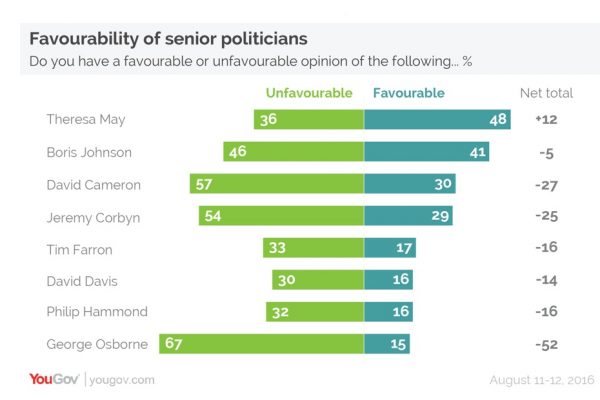 Favourability of senior politicians
Do you have a favourable or unfavourable opinion of the following... %
Unfavourable Favourable Net total
Theresa May 36 48 +12
Boris Johnson 46 41 -5
David Cameron 57 30 -27
Jeremy Corbyn 54 29 -25
Tim Farron 33 17 -16
David Davis 30 16 -14
Philip Hammond 32 16 -16
George Osborne 67 15 -52
YouGov | yougov.com August 11-12, 2016